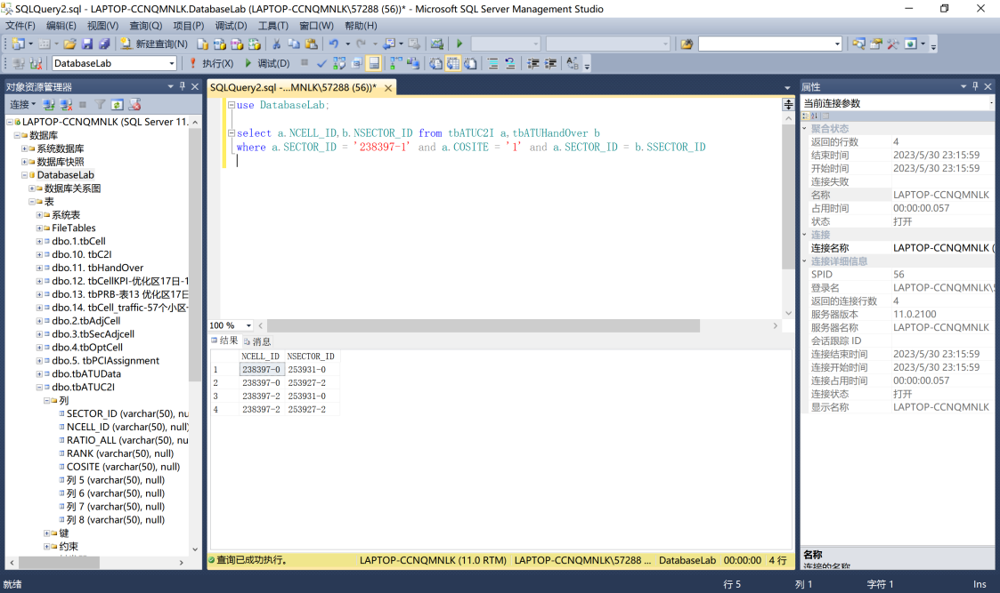 SQLQuery2.sql - LAPTOP-CCNQMNLK.DatabaseLab (LAPTOP-CCNQMNLK\57288 (56))* - Microsoft SQL Server Management Studio
文件(F) 编辑(E) 视图(V) 查询(Q) 项目(P) 调试(D) 工具(T) 窗口(W) 帮助(H)
新建查询(N)
DatabaseLab 执行(X) 调试(D)
对象资源管理器
连接
LAPTOP-CCNQMNLK (SQL Server 11.
数据库
系统数据库
数据库快照
DatabaseLab
数据库关系图
表
系统表
FileTables
dbo.1.tbCell
dbo.10. tbC2I
dbo.11. tbHandOver
dbo.12. tbCellKPI-优化区17日-1
dbo.13. tbPRB-表13 优化区17日
dbo.14. tbCell_traffic-57个小区-
dbo.2.tbAdjCell
dbo.3.tbSecAdjcell
dbo.4.tbOptCell
dbo.5. tbPCIAssignment
dbo.tbATUData
dbo.tbATUC2I
列
SECTOR_ID (varchar(50), nu
NCELL_ID (varchar(50), null)
RATIO_ALL (varchar(50), nu
RANK (varchar(50), null)
COSITE (varchar(50), null)
列 5 (varchar(50), null)
列 6 (varchar(50), null)
列 7 (varchar(50), null)
列 8 (varchar(50), null)
键
约束
SQLQuery2.sql -...MNLK\57288 (56))*
use DatabaseLab;
select a.NCELL_ID,b.NSECTOR_ID from tbATUC2I a,tbATUHandOver b
where a.SECTOR_ID = '238397-1' and a.COSITE = '1' and a.SECTOR_ID = b.SSECTOR_ID
100 %
结果 消息
NCELL_ID NSECTOR_ID
1 238397-0 253931-0
2 238397-0 253927-2
3 238397-2 253931-0
4 238397-2 253927-2
查询已成功执行。 LAPTOP-CCNQMNLK (11.0 RTM) LAPTOP-CCNQMNLK\57288 ... DatabaseLab 00:00:00 4 行
属性
当前连接参数
聚合状态
返回的行数 4
结束时间 2023/5/30 23:15:59
开始时间 2023/5/30 23:15:59
连接失败
名称 LAPTOP-CCNQMNLK
占用时间 00:00:00.057
状态 打开
连接
连接名称 LAPTOP-CCNQMNLK (
连接详细信息
SPID 56
登录名 LAPTOP-CCNQMNLK\5
返回的连接行数 4
服务器版本 11.0.2100
服务器名称 LAPTOP-CCNQMNLK
会话跟踪 ID
连接结束时间 2023/5/30 23:15:59
连接开始时间 2023/5/30 23:15:59
连接占用时间 00:00:00.057
连接状态 打开
显示名称 LAPTOP-CCNQMNLK
名称
连接的名称
就绪 行 5 列 1 字符 1 Ins